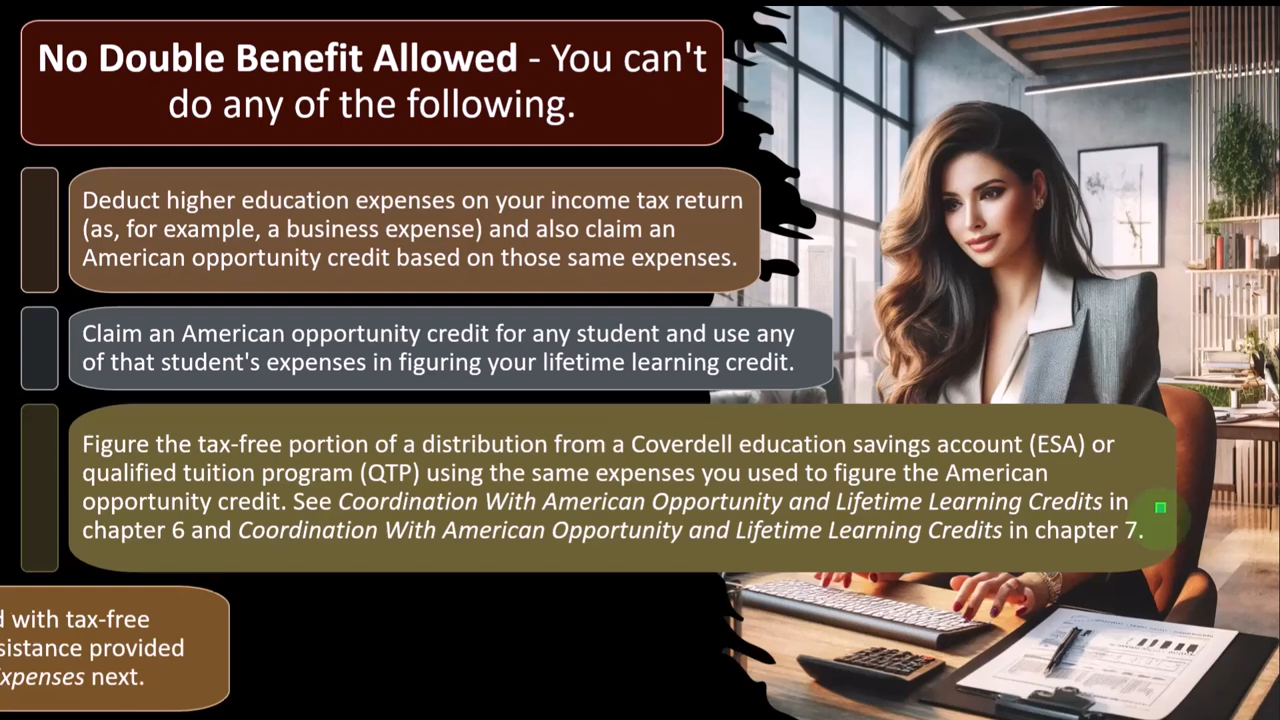 No Double Benefit Allowed - You can't
do any of the following.
Deduct higher education expenses on your income tax return
(as, for example, a business expense) and also claim an
American opportunity credit based on those same expenses.
Claim an American opportunity credit for any student and use any
of that student's expenses in figuring your lifetime learning credit.
Figure the tax-free portion of a distribution from a Coverdell education savings account (ESA) or
qualified tuition program (QTP) using the same expenses you used to figure the American
opportunity credit. See Coordination With American Opportunity and Lifetime Learning Credits in
chapter 6 and Coordination With American Opportunity and Lifetime Learning Credits in chapter 7.
with tax-free
provided
next.